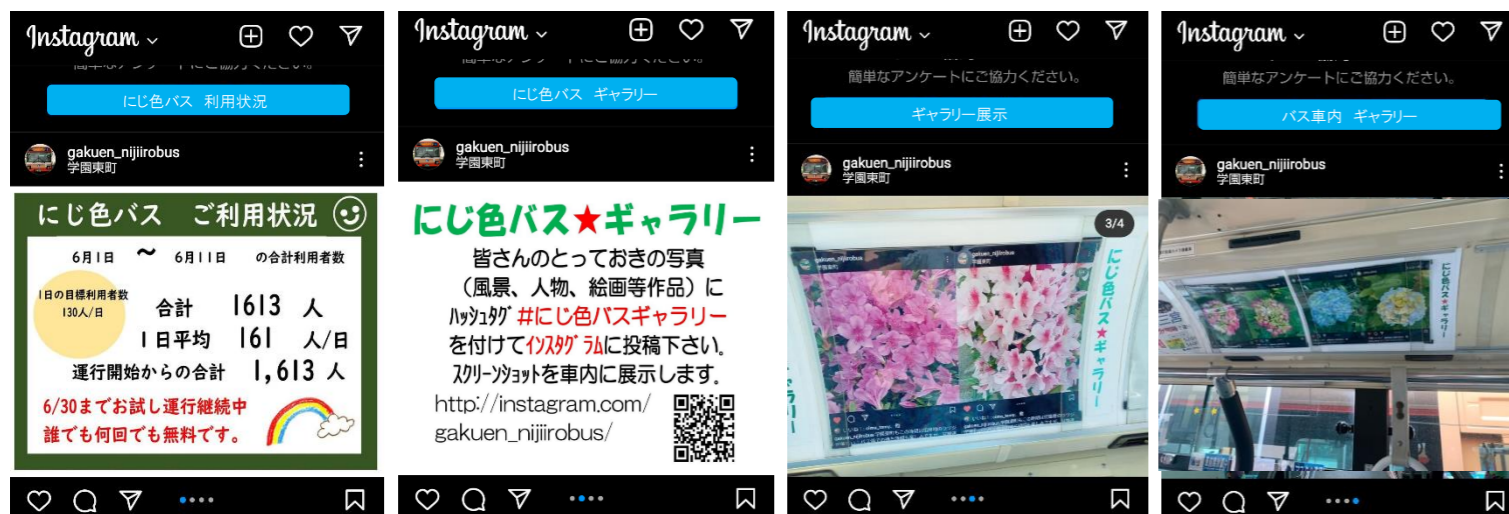 Instagram
にじ色バス 利用状況
gakuen_nijiirobus
学園東町
にじ色バス ご利用状況
6月1日 〜 6月11日 の合計利用者数
1日の目標利用者数
130人/日
合計 1613 人
1日平均 161 人/日
運行開始からの合計 1,613 人
6/30までお試し運行継続中
誰でも何回でも無料です。
Instagram
にじ色バス ギャラリー
gakuen_nijiirobus
学園東町
にじ色バス★ギャラリー
皆さんのとっておきの写真
（風景、人物、絵画等作品）に
ハッシュタグ #にじ色バスギャラリー
を付けてインスタグラムに投稿下さい。
スクリーンショットを車内に展示します。
http://instagram.com/
gakuen_nijiirobus/
Instagram
簡単なアンケートにご協力ください。
ギャラリー展示
gakuen_nijiirobus
学園東町
3/4
gakuen_nijiirobus
学園東町
gakuen_nijiirobus
学園東町
にじ色バス★ギャラリー
Instagram
簡単なアンケートにご協力ください。
バス車内 ギャラリー
gakuen_nijiirobus
学園東町
にじ色バス★ギャラリー